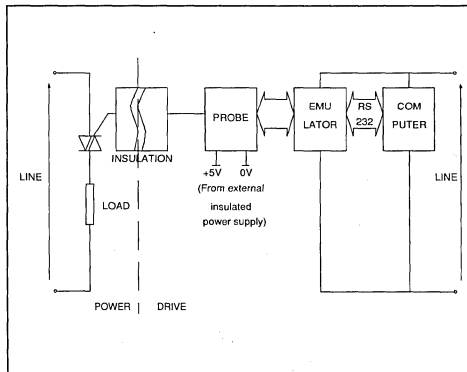 EMU
LATOR
RS
232
COM
PUTER
PROBE
INSULATION
+5V 0V
(From external
insulated
power supply)
LINE
LOAD
LINE
POWER DRIVE